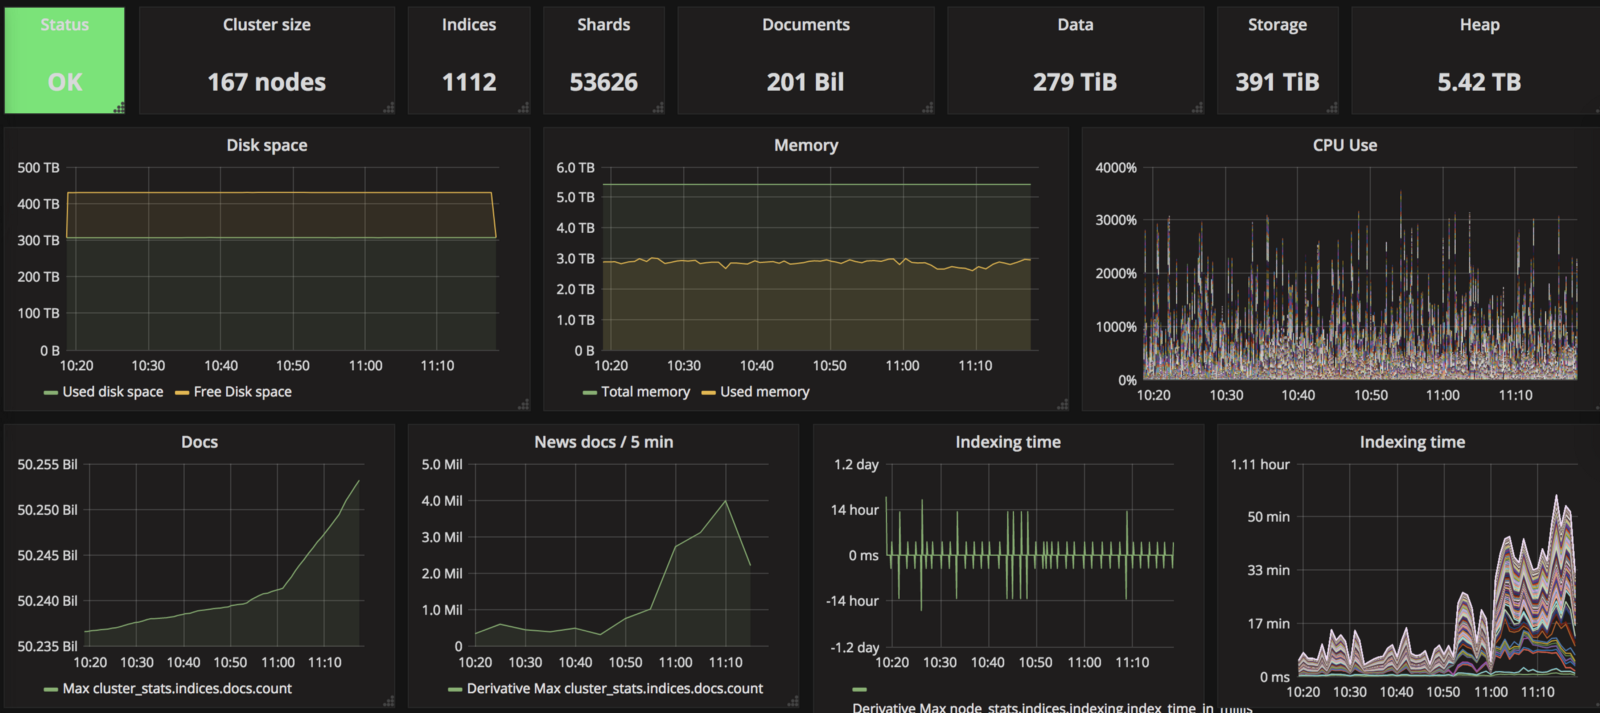 Status
OK
Cluster size
167 nodes
Indices
1112
Shards
53626
Documents
201 Bil
Data
279 TiB
Storage
391 TiB
Heap
5.42 TB
Disk space
500 TB
400 TB
300 TB
200 TB
100 TB
0 B
10:20 10:30 10:40 10:50 11:00 11:10
Used disk space Free Disk space
Memory
6.0 TB
5.0 TB
4.0 TB
3.0 TB
2.0 TB
1.0 TB
0 B
10:20 10:30 10:40 10:50 11:00 11:10
Total memory Used memory
CPU Use
4000%
3000%
2000%
1000%
0%
10:20 10:30 10:40 10:50 11:00 11:10
Docs
50.255 Bil
50.250 Bil
50.245 Bil
50.240 Bil
50.235 Bil
10:20 10:30 10:40 10:50 11:00 11:10
Max cluster_stats.indices.docs.count
News docs / 5 min
5.0 Mil
4.0 Mil
3.0 Mil
2.0 Mil
1.0 Mil
0
10:20 10:30 10:40 10:50 11:00 11:10
Derivative Max cluster_stats.indices.docs.count
Indexing time
1.2 day
14 hour
0 ms
-14 hour
-1.2 day
10:20 10:30 10:40 10:50 11:00 11:10
Derivative Max node_stats.indices.indexing.index_time_in_millis
Indexing time
1.11 hour
50 min
33 min
17 min
0 ms
10:20 10:30 10:40 10:50 11:00 11:10